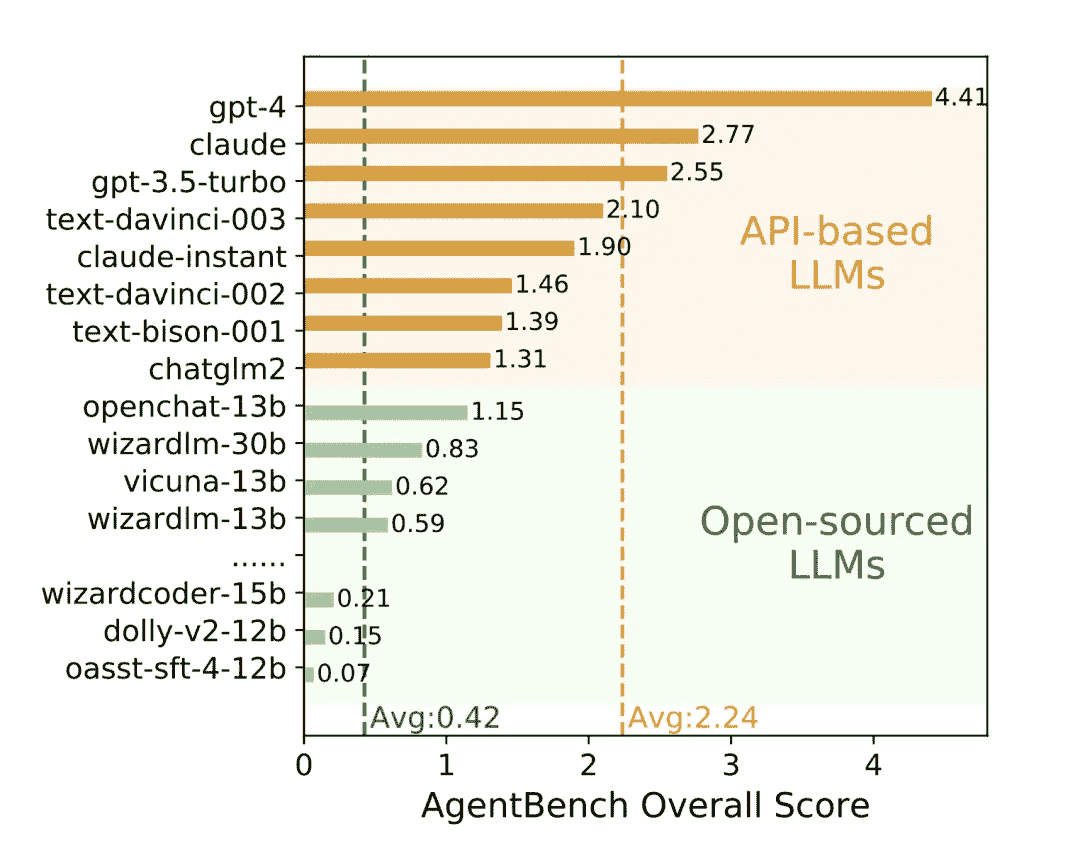 gpt-4 4.41
claude 2.77
gpt-3.5-turbo 2.55
text-davinci-003 2.10
claude-instant 1.90
text-davinci-002 1.46
text-bison-001 1.39
chatglm2 1.31
API-based
LLMs
openchat-13b 1.15
wizardlm-30b 0.83
vicuna-13b 0.62
wizardlm-13b 0.59
......
wizardcoder-15b 0.21
dolly-v2-12b 0.15
oasst-sft-4-12b 0.07
Open-sourced
LLMs
Avg:0.42 Avg:2.24
0 1 2 3 4
AgentBench Overall Score